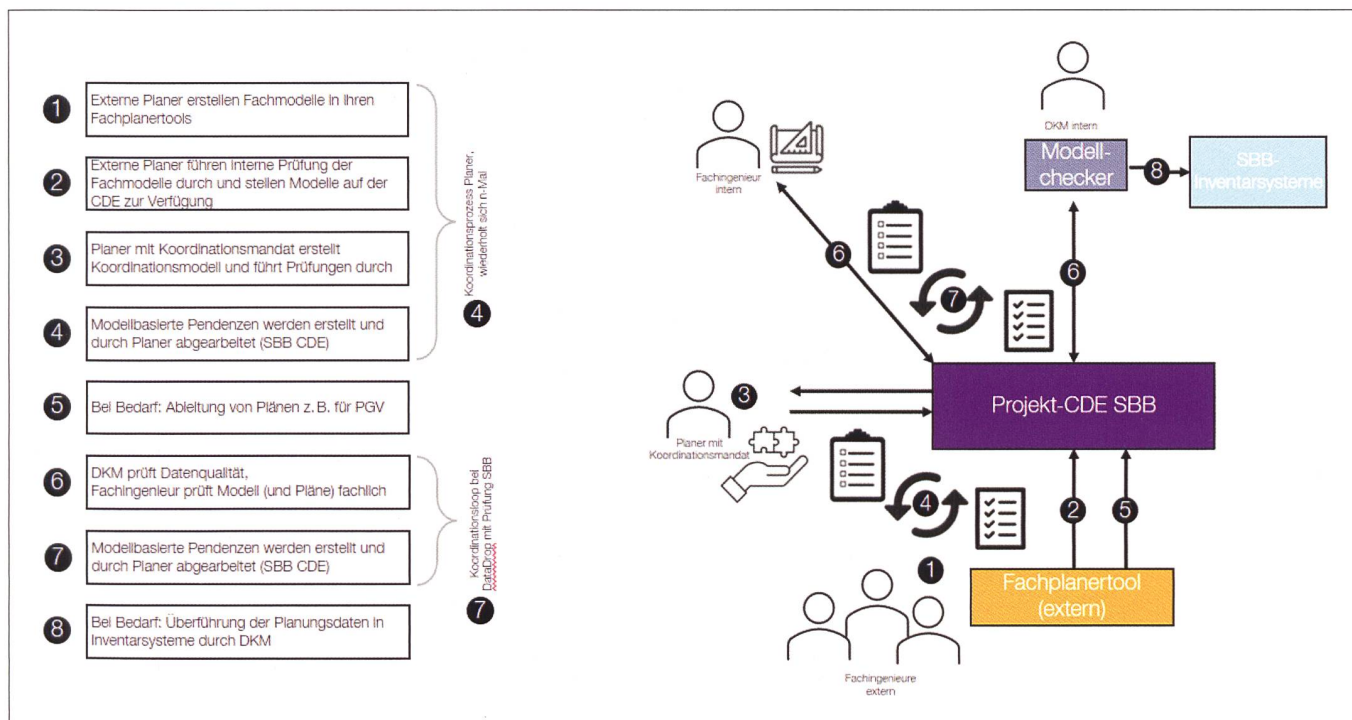 1
Externe Planer erstellen Fachmodelle in ihren
Fachplanertools
2
Externe Planer führen interne Prüfung der
Fachmodelle durch und stellen Modelle auf der
CDE zur Verfügung
3
Planer mit Koordinationsmandat erstellt
Koordinationsmodell und führt Prüfungen durch
4
Modellbasierte Pendenzen werden erstellt und
durch Planer abgearbeitet (SBB CDE)
5
Bei Bedarf: Ableitung von Plänen z. B. für PGV
6
DKM prüft Datenqualität,
Fachingenieur prüft Modell (und Pläne) fachlich
7
Modellbasierte Pendenzen werden erstellt und
durch Planer abgearbeitet (SBB CDE)
8
Bei Bedarf: Überführung der Planungsdaten in
Inventarsysteme durch DKM
Koordinationsprozess Planer,
wiederholt sich n-Mal
4
Koordinationsloop bei
DataDrop mit Prüfung SBB
7
Fachingenieur
intern
DKM intern
Modell-
checker
8
SBB-
Inventarsysteme
6
7
6
Projekt-CDE SBB
3
Planer mit
Koordinationsmandat
4
2
5
1
Fachplanertool
(extern)
Fachingenieure
extern